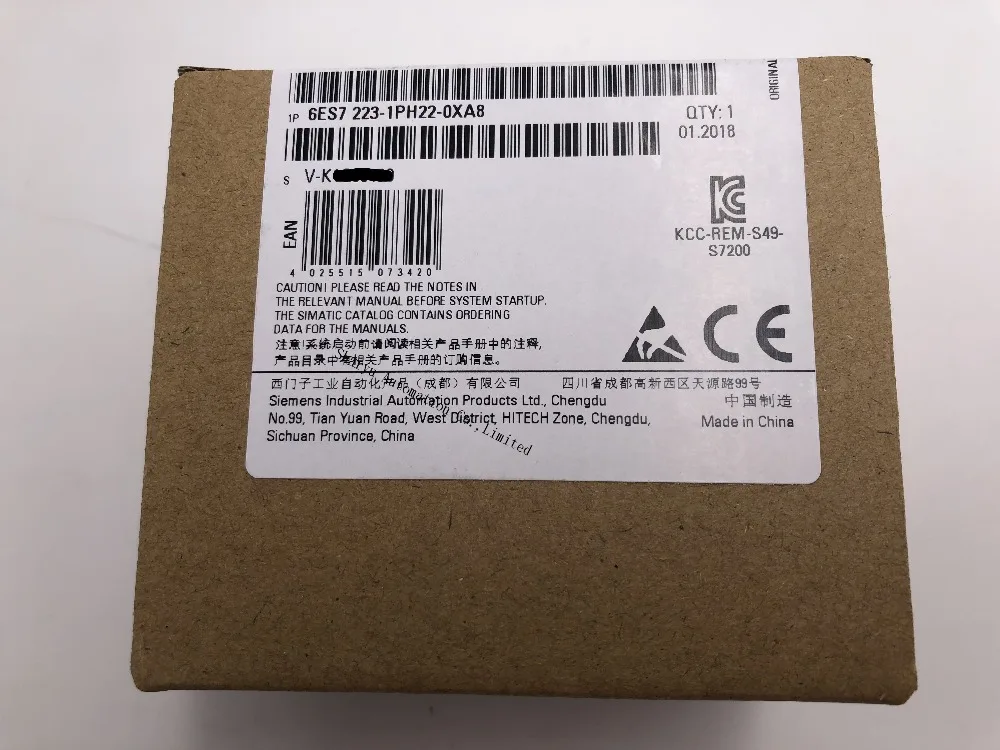 ORIGINAL
1P 6ES7 223-1PH22-0XA8
QTY: 1
01.2018
S V-K
EAN
4 025515 073420
KCC-REM-S49-
S7200
CAUTION! PLEASE READ THE NOTES IN
THE RELEVANT MANUAL BEFORE SYSTEM STARTUP.
THE SIMATIC CATALOG CONTAINS ORDERING
DATA FOR THE MANUALS.
注意!系统启动前请阅读相关产品手册中的注释,
产品目录中有相关产品手册的订购信息。
CE
西门子工业自动化产品(成都)有限公司 四川省成都高新西区天源路99号
Siemens Industrial Automation Products Ltd., Chengdu
中国制造
No.99, Tian Yuan Road, West District, HITECH Zone, Chengdu,
Made in China
Sichuan Province, China
Automation Co.,Limited